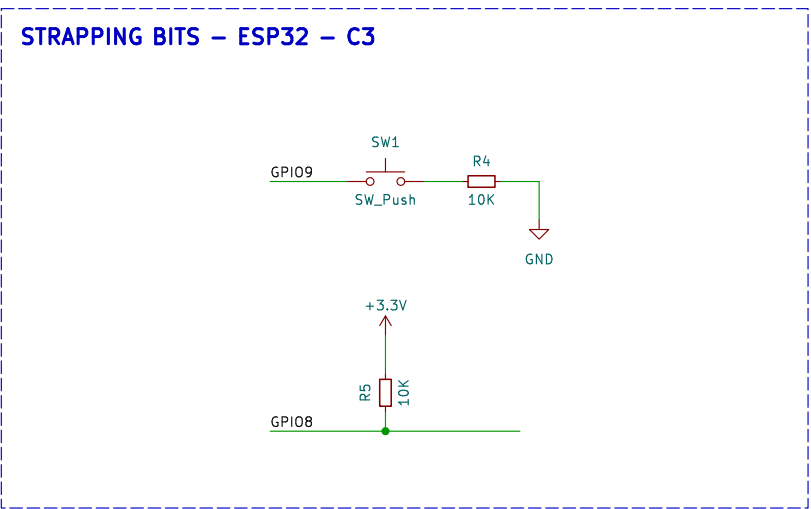 STRAPPING BITS - ESP32 - C3
SW1
R4
GPIO9
SW_Push
10K
GND
+3.3V
R5
10K
GPIO8